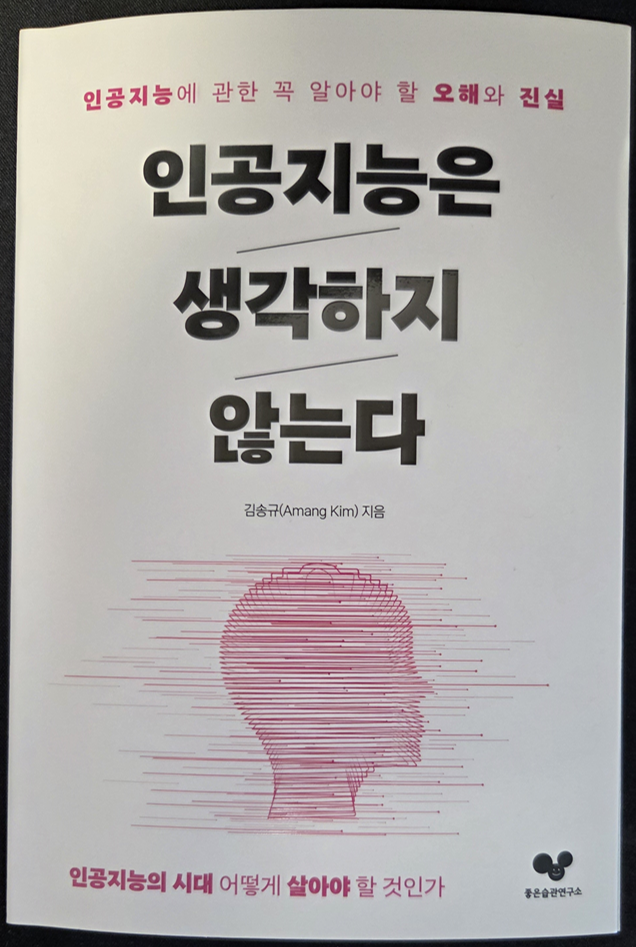 인공지능에 관한 꼭 알아야 할 오해와 진실
인공지능은
생각하지
않는다
김송규(Amang Kim) 지음
인공지능의 시대 어떻게 살아야 할 것인가
좋은습관연구소